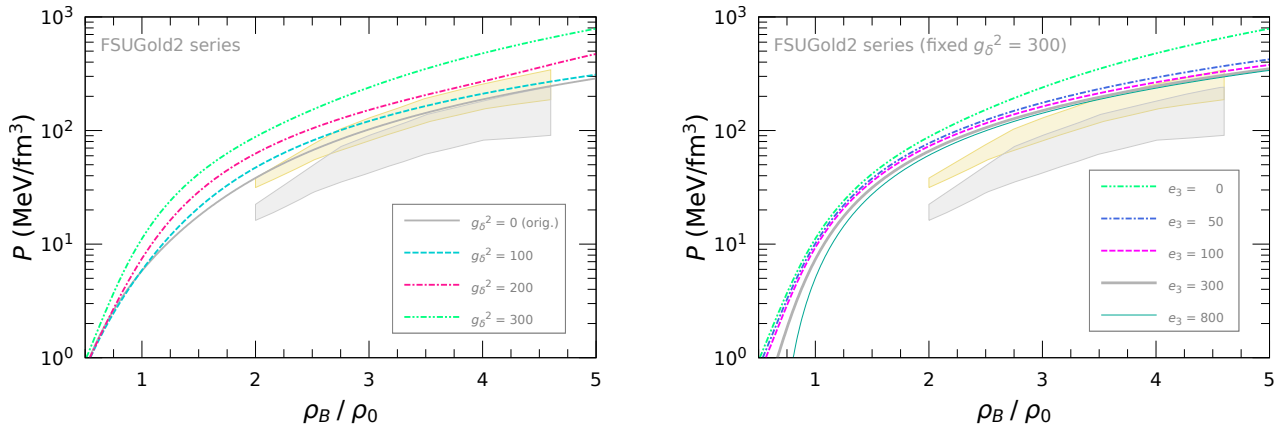 FSUGold2 series
P (MeV/fm³)
10³
10²
10¹
10⁰
g_δ² = 0 (orig.)
g_δ² = 100
g_δ² = 200
g_δ² = 300
1 2 3 4 5
ρ_B / ρ_0
FSUGold2 series (fixed g_δ² = 300)
P (MeV/fm³)
10³
10²
10¹
10⁰
e₃ = 0
e₃ = 50
e₃ = 100
e₃ = 300
e₃ = 800
1 2 3 4 5
ρ_B / ρ_0